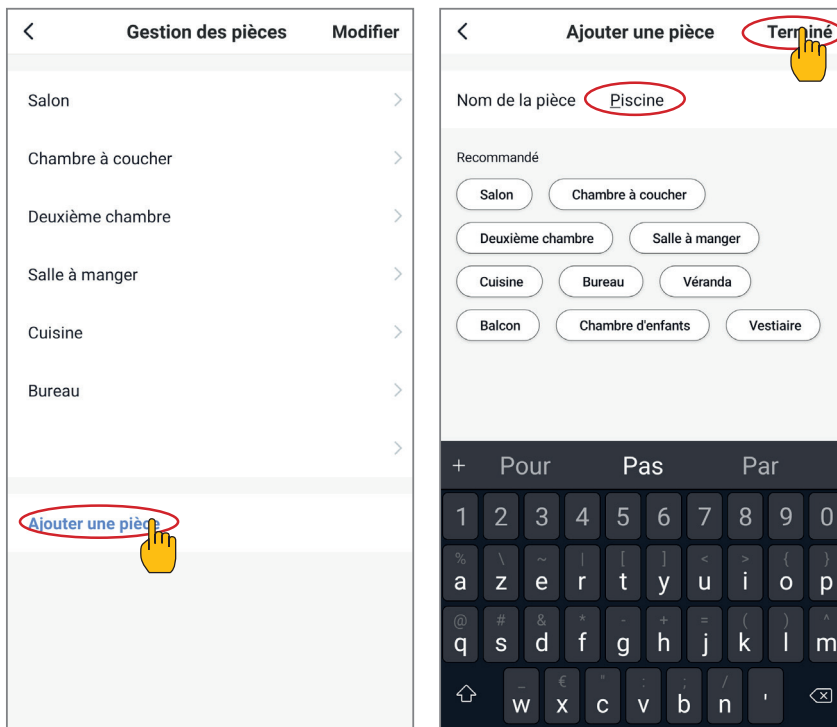 Gestion des pièces Modifier
Salon
Chambre à coucher
Deuxième chambre
Salle à manger
Cuisine
Bureau
Ajouter une pièce
Ajouter une pièce Terminé
Nom de la pièce Piscine
Recommandé
Salon Chambre à coucher
Deuxième chambre Salle à manger
Cuisine Bureau Véranda
Balcon Chambre d'enfants Vestiaire
+ Pour Pas Par
1 2 3 4 5 6 7 8 9 0
% \ ~ | [ ] < > { }
a z e r t y u i o p
@ # & * - + = ( ) ^
q s d f g h j k l m
_ € " : ; /
w x c v b n '